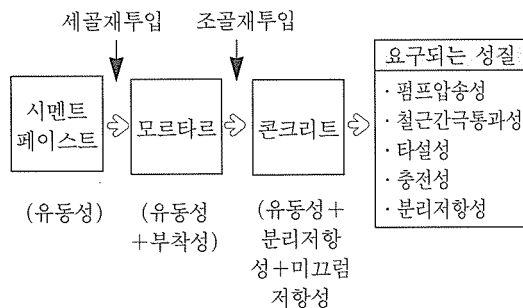 세골재투입
조골재투입
시멘트
페이스트
모르타르
콘크리트
요구되는 성질
· 펌프압송성
· 철근간극통과성
· 타설성
· 충전성
· 분리저항성
(유동성)
(유동성
+부착성)
(유동성+
분리저항
성+미끄럼
저항성